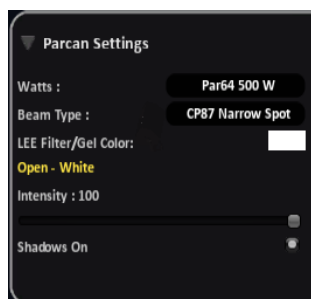 Parcan Settings
Watts : Par64 500 W
Beam Type : CP87 Narrow Spot
LEE Filter/Gel Color:
Open - White
Intensity : 100
Shadows On